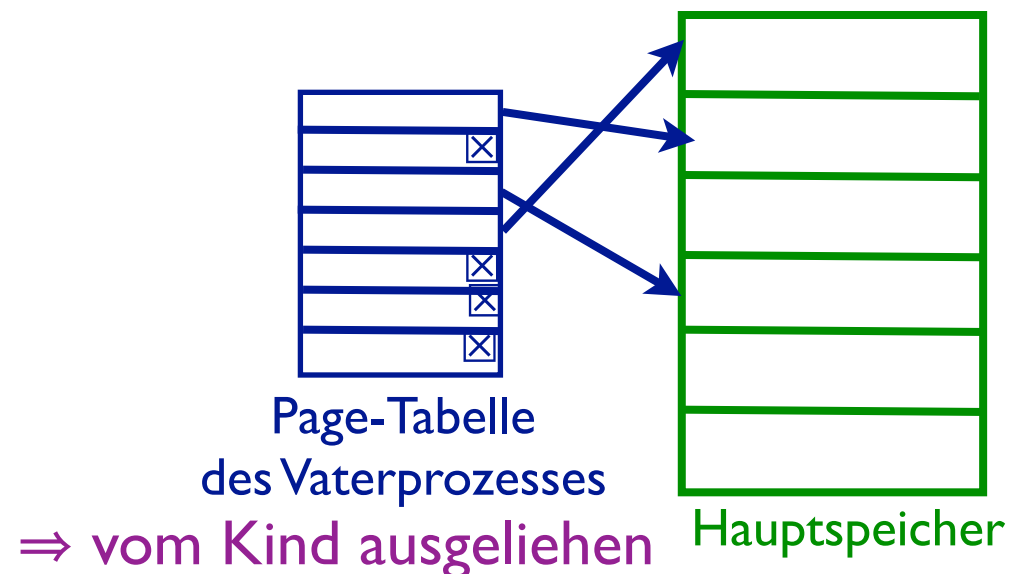 Page-Tabelle
des Vaterprozesses
⇒ vom Kind ausgeliehen
Hauptspeicher